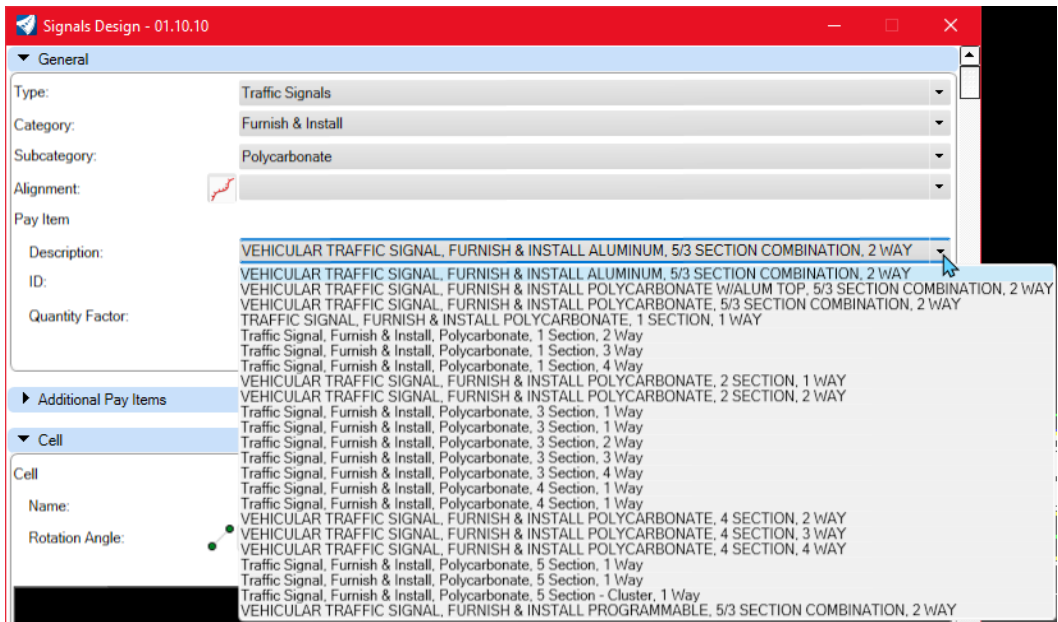 Signals Design - 01.10.10
General
Type: Traffic Signals
Category: Furnish & Install
Subcategory: Polycarbonate
Alignment:
Pay Item
Description: VEHICULAR TRAFFIC SIGNAL, FURNISH & INSTALL ALUMINUM, 5/3 SECTION COMBINATION, 2 WAY
ID:
Quantity Factor:
VEHICULAR TRAFFIC SIGNAL, FURNISH & INSTALL ALUMINUM, 5/3 SECTION COMBINATION, 2 WAY
VEHICULAR TRAFFIC SIGNAL, FURNISH & INSTALL POLYCARBONATE W/ALUM TOP, 5/3 SECTION COMBINATION, 2 WAY
VEHICULAR TRAFFIC SIGNAL, FURNISH & INSTALL POLYCARBONATE, 5/3 SECTION COMBINATION, 2 WAY
TRAFFIC SIGNAL, FURNISH & INSTALL POLYCARBONATE, 1 SECTION, 1 WAY
Traffic Signal, Furnish & Install, Polycarbonate, 1 Section, 2 Way
Traffic Signal, Furnish & Install, Polycarbonate, 1 Section, 3 Way
Traffic Signal, Furnish & Install, Polycarbonate, 1 Section, 4 Way
VEHICULAR TRAFFIC SIGNAL, FURNISH & INSTALL POLYCARBONATE, 2 SECTION, 1 WAY
VEHICULAR TRAFFIC SIGNAL, FURNISH & INSTALL POLYCARBONATE, 2 SECTION, 2 WAY
Traffic Signal, Furnish & Install, Polycarbonate, 3 Section, 1 Way
Traffic Signal, Furnish & Install, Polycarbonate, 3 Section, 1 Way
Traffic Signal, Furnish & Install, Polycarbonate, 3 Section, 2 Way
Traffic Signal, Furnish & Install, Polycarbonate, 3 Section, 3 Way
Traffic Signal, Furnish & Install, Polycarbonate, 3 Section, 4 Way
Traffic Signal, Furnish & Install, Polycarbonate, 4 Section, 1 Way
Traffic Signal, Furnish & Install, Polycarbonate, 4 Section, 1 Way
VEHICULAR TRAFFIC SIGNAL, FURNISH & INSTALL POLYCARBONATE, 4 SECTION, 2 WAY
VEHICULAR TRAFFIC SIGNAL, FURNISH & INSTALL POLYCARBONATE, 4 SECTION, 3 WAY
VEHICULAR TRAFFIC SIGNAL, FURNISH & INSTALL POLYCARBONATE, 4 SECTION, 4 WAY
Traffic Signal, Furnish & Install, Polycarbonate, 5 Section, 1 Way
Traffic Signal, Furnish & Install, Polycarbonate, 5 Section, 1 Way
Traffic Signal, Furnish & Install, Polycarbonate, 5 Section - Cluster, 1 Way
VEHICULAR TRAFFIC SIGNAL, FURNISH & INSTALL PROGRAMMABLE, 5/3 SECTION COMBINATION, 2 WAY
Additional Pay Items
Cell
Cell
Name:
Rotation Angle: